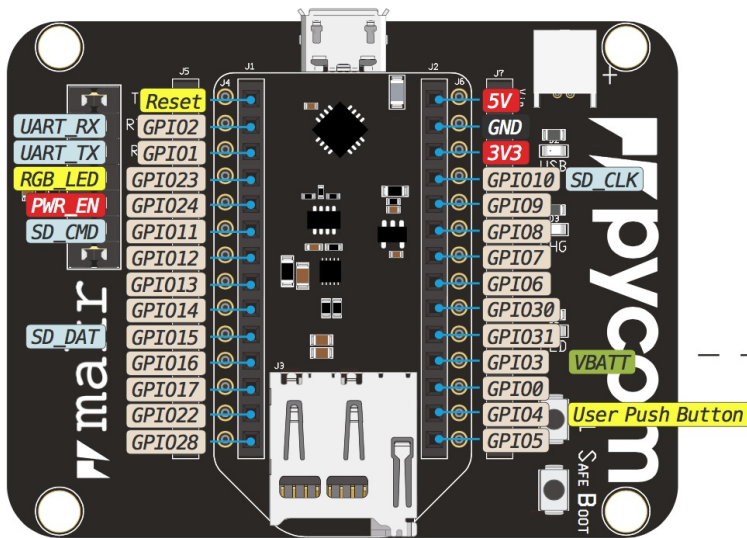 J5 J4 J1 J2 J6 J7
Reset 5V
+
UART_RX GPIO2 GND
UART_TX GPIO1 3V3
USB
RGB_LED GPIO23 GPIO10 SD_CLK
PWR_EN GPIO24 GPIO9
SD_CMD GPIO11 GPIO8
GPIO12 GPIO7
GPIO13 GPIO6
GPIO14 GPIO30
SD_DAT GPIO15 GPIO31
GPIO16 GPIO3 VBATT
J3
GPIO17 GPIO0
GPIO22 GPIO4 User Push Button
GPIO28 GPIO5
SAFE BOOT
pycom